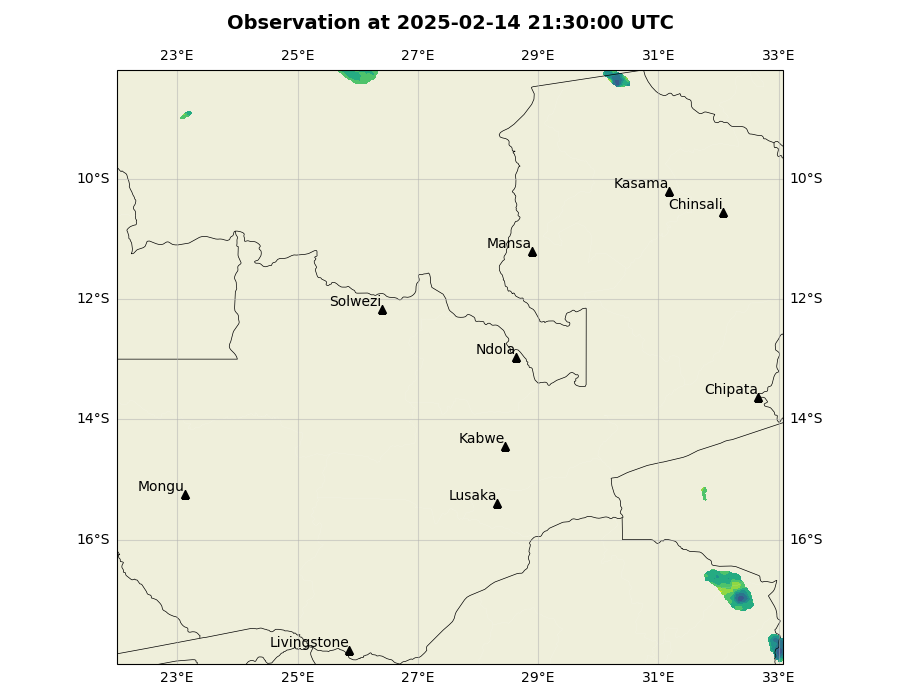 Observation at 2025-02-14 21:30:00 UTC
23°E 25°E 27°E 29°E 31°E 33°E
10°S 10°S
Kasama
Chinsali
Mansa
12°S 12°S
Solwezi
Ndola
Chipata
14°S 14°S
Kabwe
Mongu
Lusaka
16°S 16°S
Livingstone
23°E 25°E 27°E 29°E 31°E 33°E